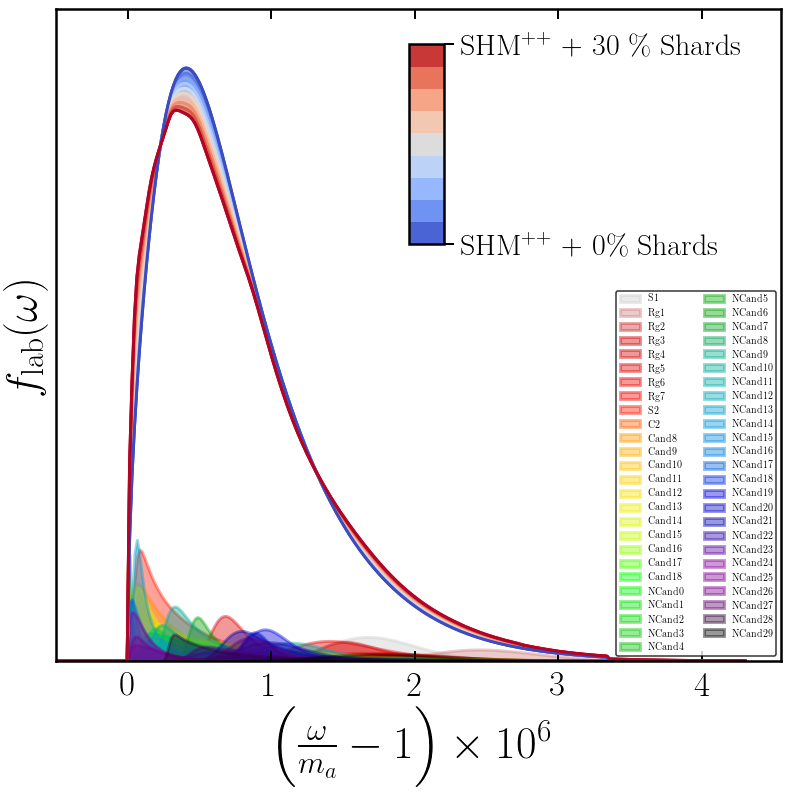 SHM++ + 30 % Shards
SHM++ + 0% Shards
f_lab(ω)
S1
Rg1
Rg2
Rg3
Rg4
Rg5
Rg6
Rg7
S2
C2
Cand8
Cand9
Cand10
Cand11
Cand12
Cand13
Cand14
Cand15
Cand16
Cand17
Cand18
NCand0
NCand1
NCand2
NCand3
NCand4
NCand5
NCand6
NCand7
NCand8
NCand9
NCand10
NCand11
NCand12
NCand13
NCand14
NCand15
NCand16
NCand17
NCand18
NCand19
NCand20
NCand21
NCand22
NCand23
NCand24
NCand25
NCand26
NCand27
NCand28
NCand29
0 1 2 3 4
(ω/m_a − 1) × 10^6